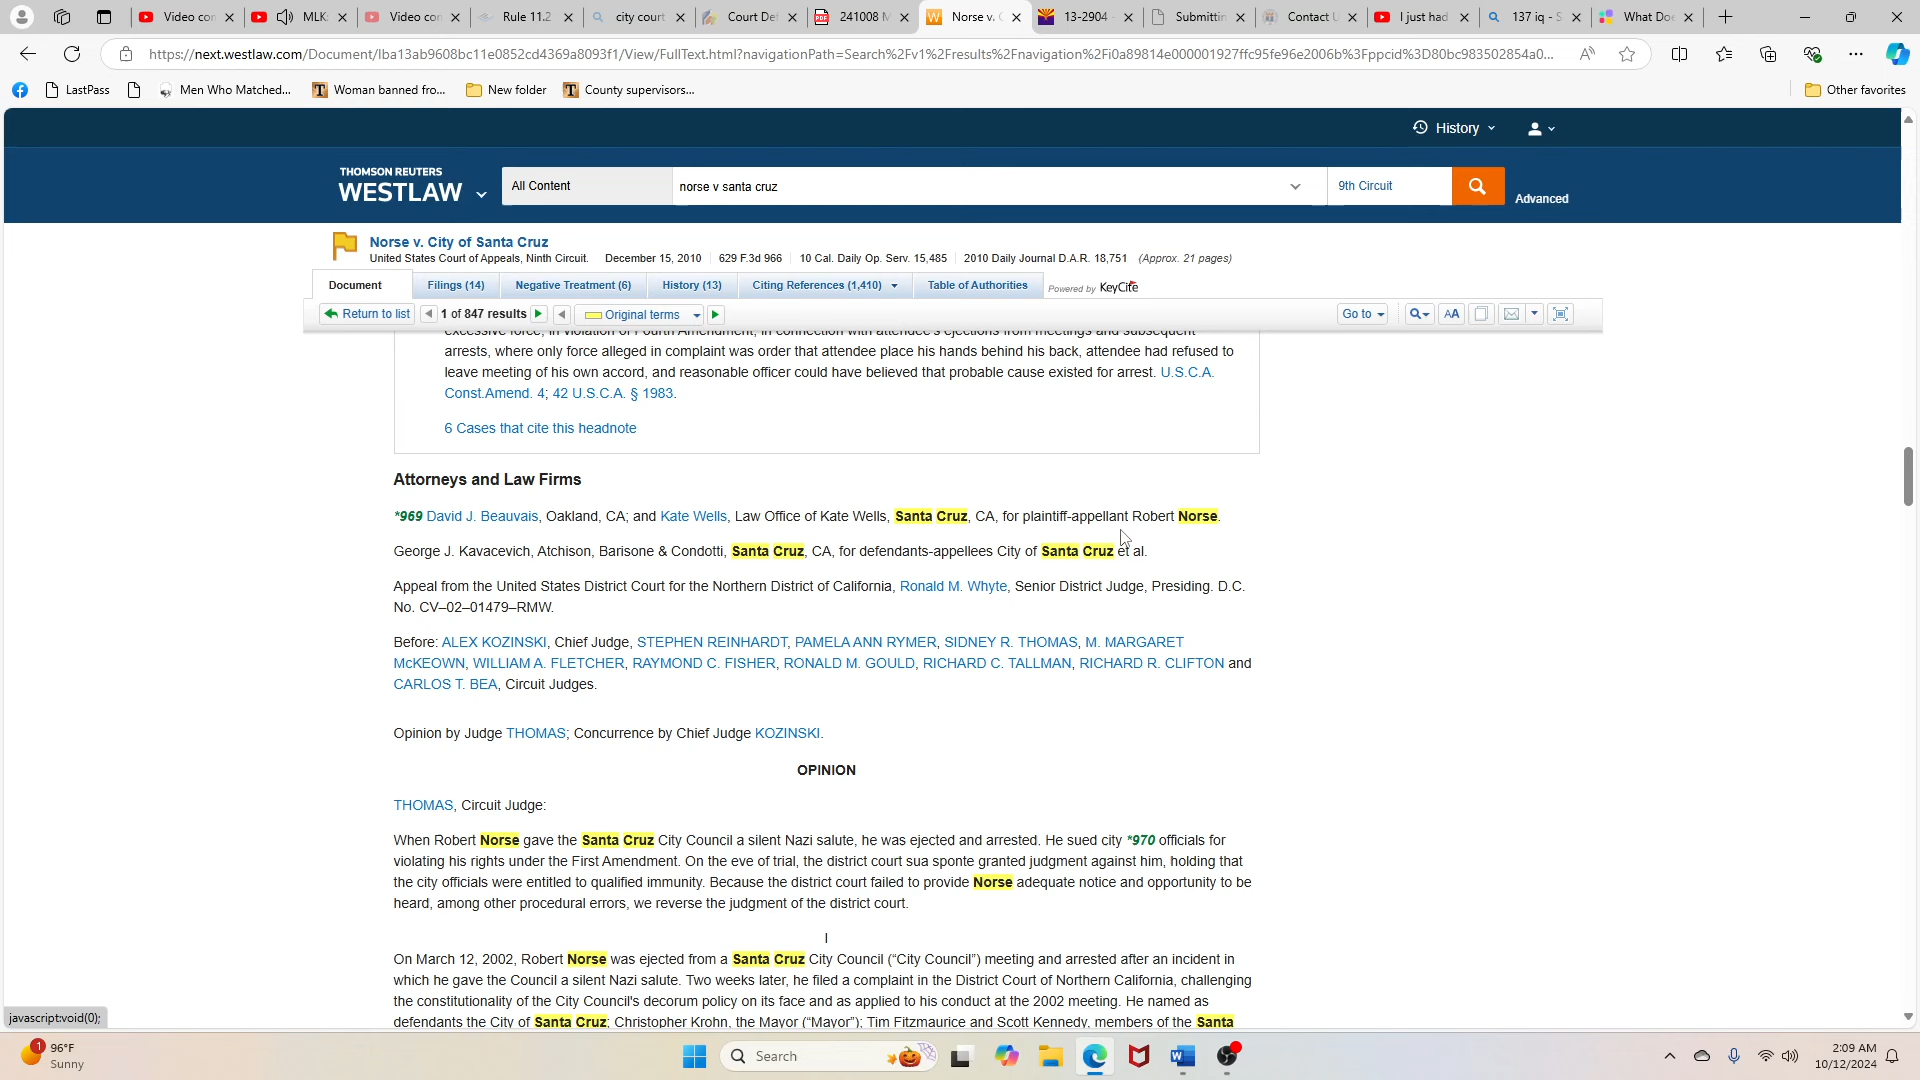 Video con
MLK:
Video con
Rule 11.2
city court
Court De
241008 M
Norse v. C
13-2904 -
Submittin
Contact U
I just had
137 iq - S
What Doe
https://next.westlaw.com/Document/Iba13ab9608bc11e0852cd4369a8093f1/View/FullText.html?navigationPath=Search%2Fv1%2Fresults%2Fnavigation%2Fi0a89814e000001927ffc95fe96e2006b%3Fppcid%3D80bc983502854a0...
LastPass
Men Who Matched...
Woman banned fro...
New folder
County supervisors...
Other favorites
History
THOMSON REUTERS
WESTLAW
All Content
norse v santa cruz
9th Circuit
Advanced
Norse v. City of Santa Cruz
United States Court of Appeals, Ninth Circuit. December 15, 2010 629 F.3d 966 10 Cal. Daily Op. Serv. 15,485 2010 Daily Journal D.A.R. 18,751 (Approx. 21 pages)
Document
Filings (14)
Negative Treatment (6)
History (13)
Citing References (1,410)
Table of Authorities
Powered by KeyCite
Return to list
1 of 847 results
Original terms
Go to
AA
excessive force, in violation of Fourth Amendment, in connection with attendee's ejections from meetings and subsequent
arrests, where only force alleged in complaint was order that attendee place his hands behind his back, attendee had refused to
leave meeting of his own accord, and reasonable officer could have believed that probable cause existed for arrest. U.S.C.A.
Const.Amend. 4; 42 U.S.C.A. § 1983.
6 Cases that cite this headnote
Attorneys and Law Firms
*969 David J. Beauvais, Oakland, CA; and Kate Wells, Law Office of Kate Wells, Santa Cruz, CA, for plaintiff-appellant Robert Norse.
George J. Kavacevich, Atchison, Barisone & Condotti, Santa Cruz, CA, for defendants-appellees City of Santa Cruz et al.
Appeal from the United States District Court for the Northern District of California, Ronald M. Whyte, Senior District Judge, Presiding. D.C.
No. CV–02–01479–RMW.
Before: ALEX KOZINSKI, Chief Judge, STEPHEN REINHARDT, PAMELA ANN RYMER, SIDNEY R. THOMAS, M. MARGARET
McKEOWN, WILLIAM A. FLETCHER, RAYMOND C. FISHER, RONALD M. GOULD, RICHARD C. TALLMAN, RICHARD R. CLIFTON and
CARLOS T. BEA, Circuit Judges.
Opinion by Judge THOMAS; Concurrence by Chief Judge KOZINSKI.
OPINION
THOMAS, Circuit Judge:
When Robert Norse gave the Santa Cruz City Council a silent Nazi salute, he was ejected and arrested. He sued city *970 officials for
violating his rights under the First Amendment. On the eve of trial, the district court sua sponte granted judgment against him, holding that
the city officials were entitled to qualified immunity. Because the district court failed to provide Norse adequate notice and opportunity to be
heard, among other procedural errors, we reverse the judgment of the district court.
I
On March 12, 2002, Robert Norse was ejected from a Santa Cruz City Council (“City Council”) meeting and arrested after an incident in
which he gave the Council a silent Nazi salute. Two weeks later, he filed a complaint in the District Court of Northern California, challenging
the constitutionality of the City Council's decorum policy on its face and as applied to his conduct at the 2002 meeting. He named as
defendants the City of Santa Cruz; Christopher Krohn, the Mayor (“Mayor”); Tim Fitzmaurice and Scott Kennedy, members of the Santa
javascript:void(0);
1
96°F
Sunny
Search
2:09 AM
10/12/2024